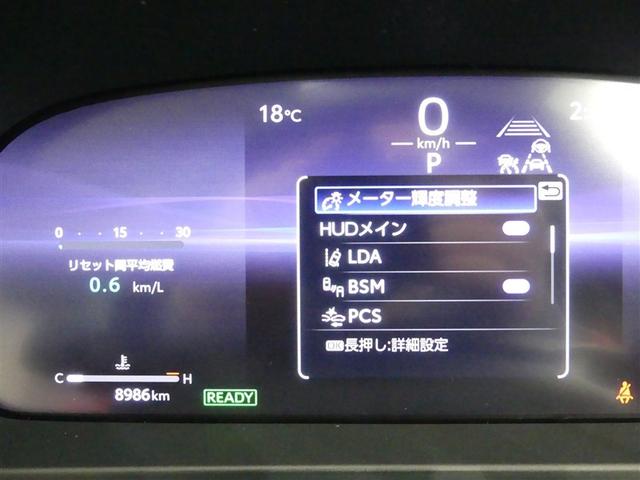 18℃
0
km/h
P
メーター輝度調整
HUDメイン
LDA
BSM
PCS
OK長押し:詳細設定
0 15 30
リセット間平均燃費
0.6 km/L
C H
8986km
READY